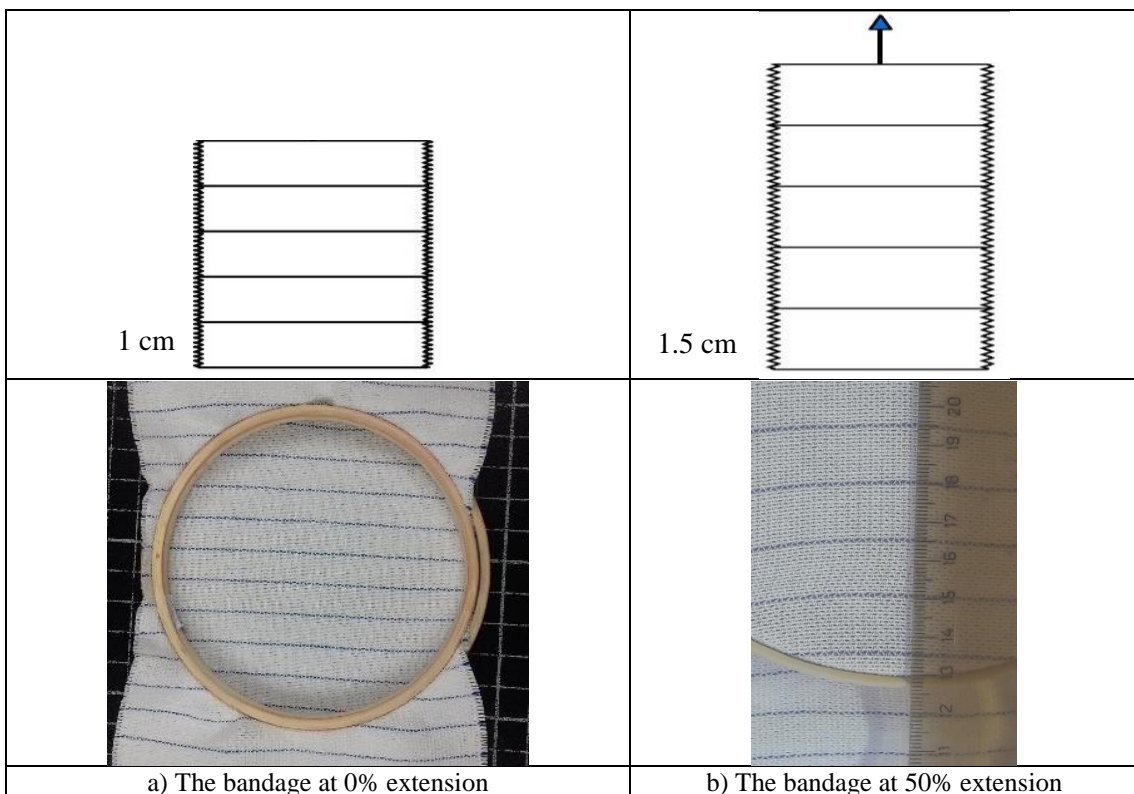 1 cm
1.5 cm
20
19
18
17
16
15
14
13
12
11
a) The bandage at 0% extension
b) The bandage at 50% extension